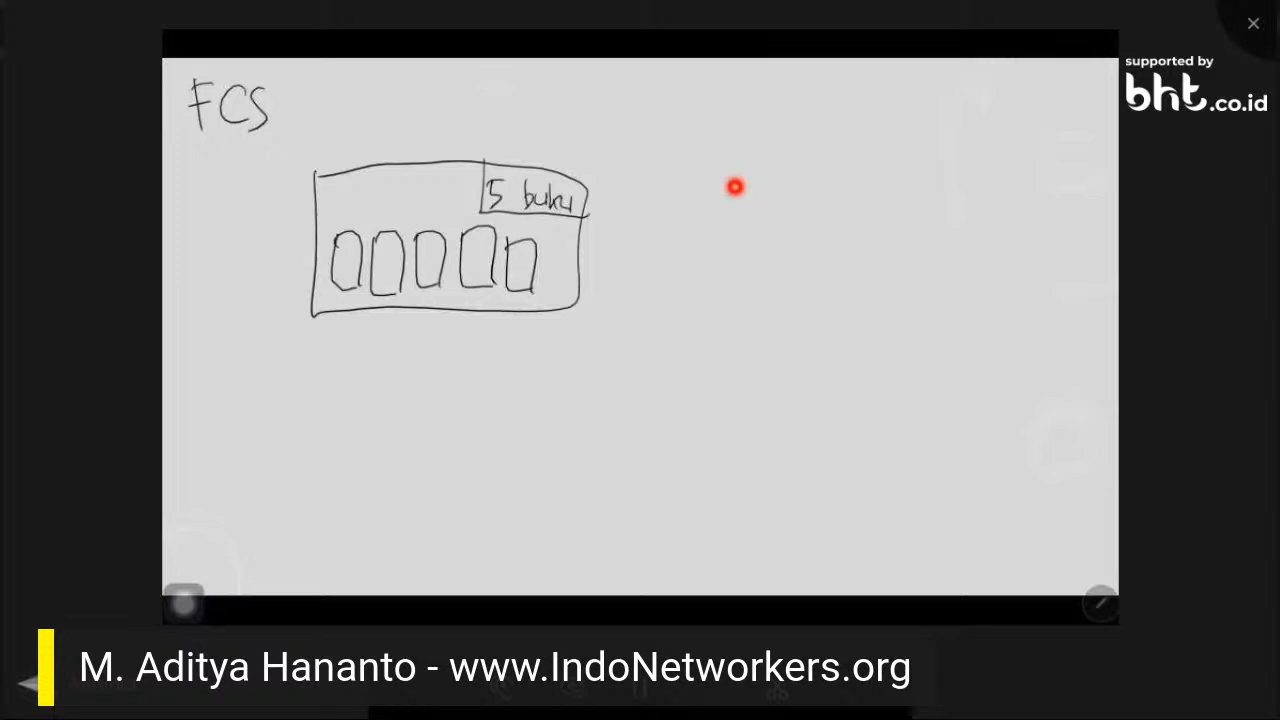 supported by
bht.co.id
FCS
5 buku
M. Aditya Hananto - www.IndoNetworkers.org